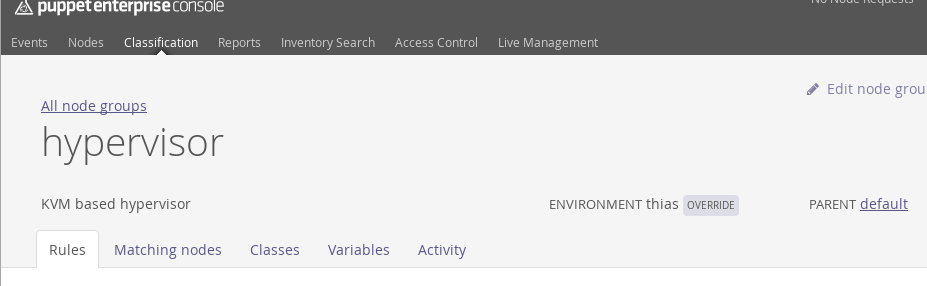 puppet enterprise console
No Node Requests
Events Nodes Classification Reports Inventory Search Access Control Live Management
Edit node grou
All node groups
hypervisor
KVM based hypervisor ENVIRONMENT thias OVERRIDE PARENT default
Rules Matching nodes Classes Variables Activity